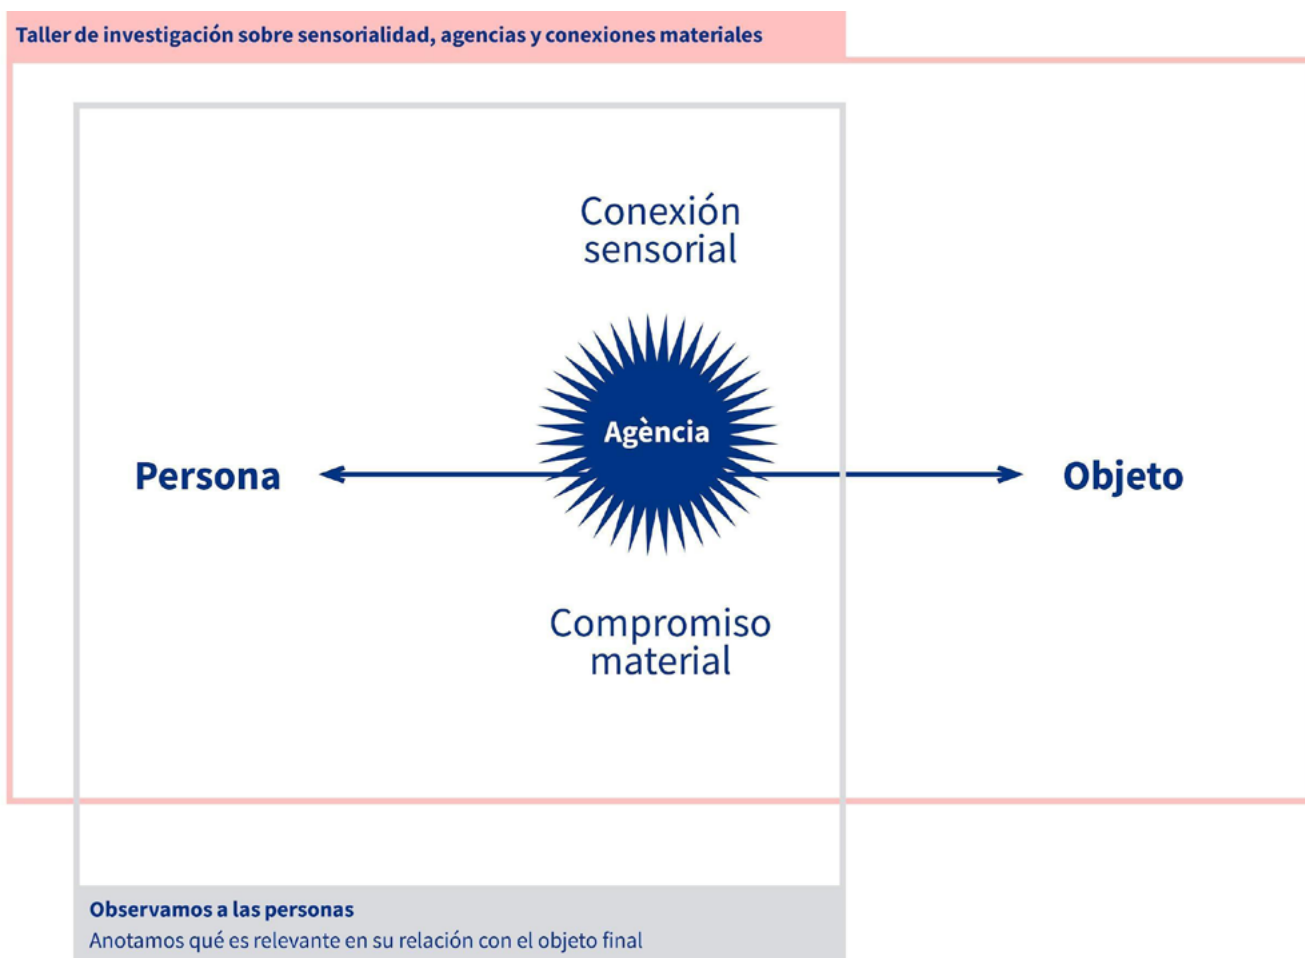 Taller de investigación sobre sensorialidad, agencias y conexiones materiales
Conexión
sensorial
Agència
Persona
Objeto
Compromiso
material
Observamos a las personas
Anotamos qué es relevante en su relación con el objeto final